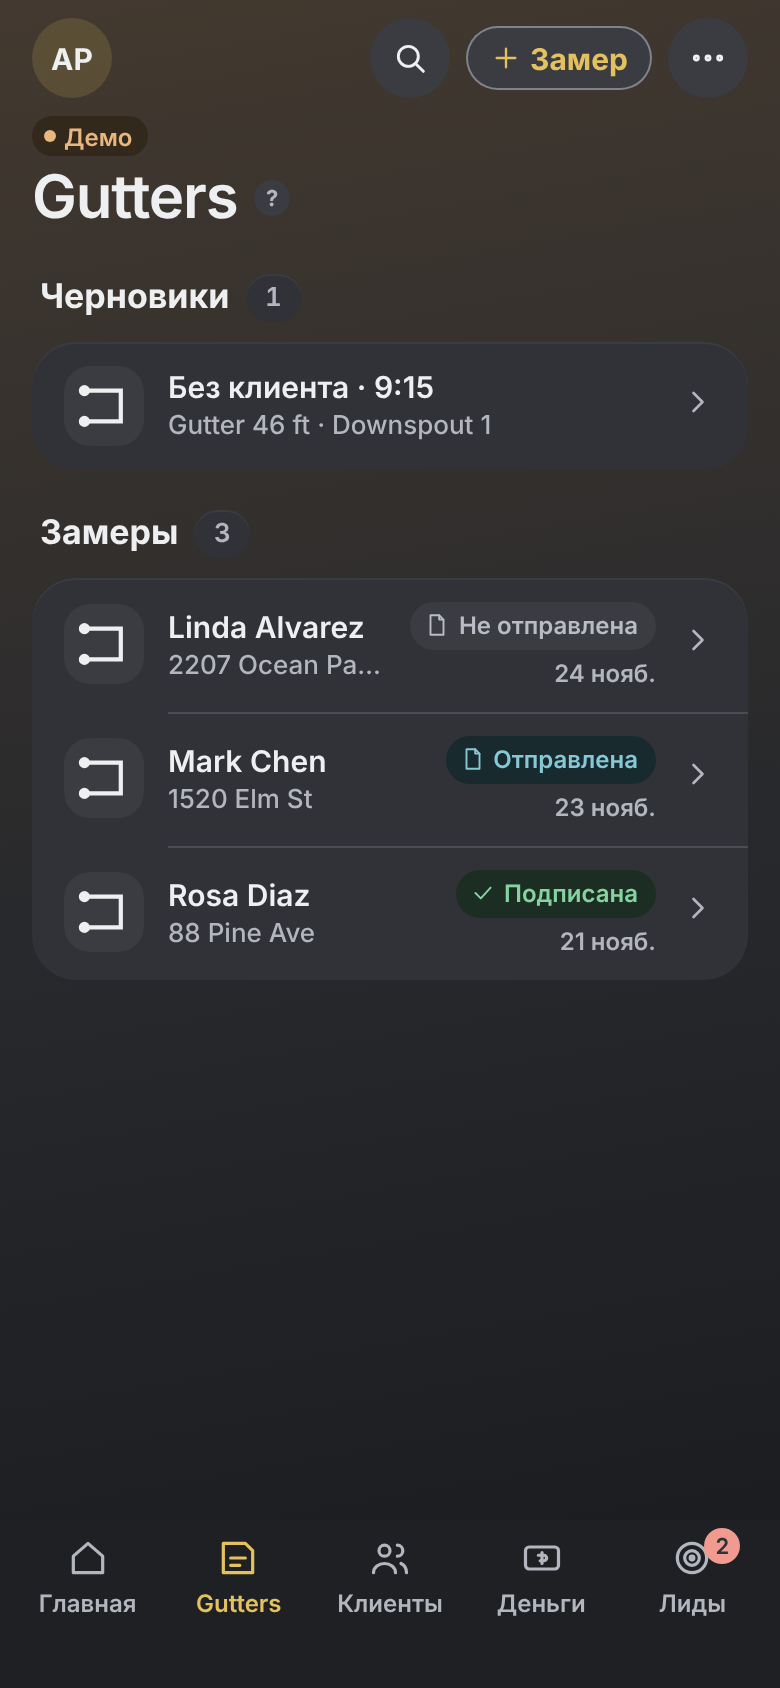 AP
+ Замер
Демо
Gutters ?
Черновики 1
Без клиента · 9:15
Gutter 46 ft · Downspout 1
Замеры 3
Linda Alvarez
Не отправлена
2207 Ocean Pa...
24 нояб.
Mark Chen
Отправлена
1520 Elm St
23 нояб.
Rosa Diaz
Подписана
88 Pine Ave
21 нояб.
2
Главная
Gutters
Клиенты
Деньги
Лиды